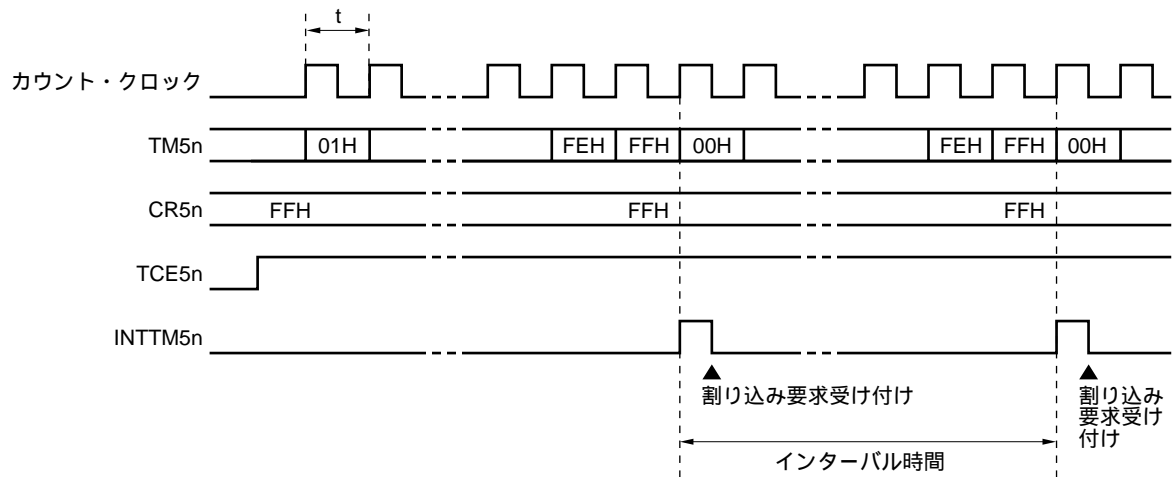 t
カウント・クロック
TM5n
01H
FEH
FFH
00H
FEH
FFH
00H
CR5n
FFH
FFH
FFH
TCE5n
INTTM5n
割り込み要求受け付け
割り込み
要求受け
付け
インターバル時間